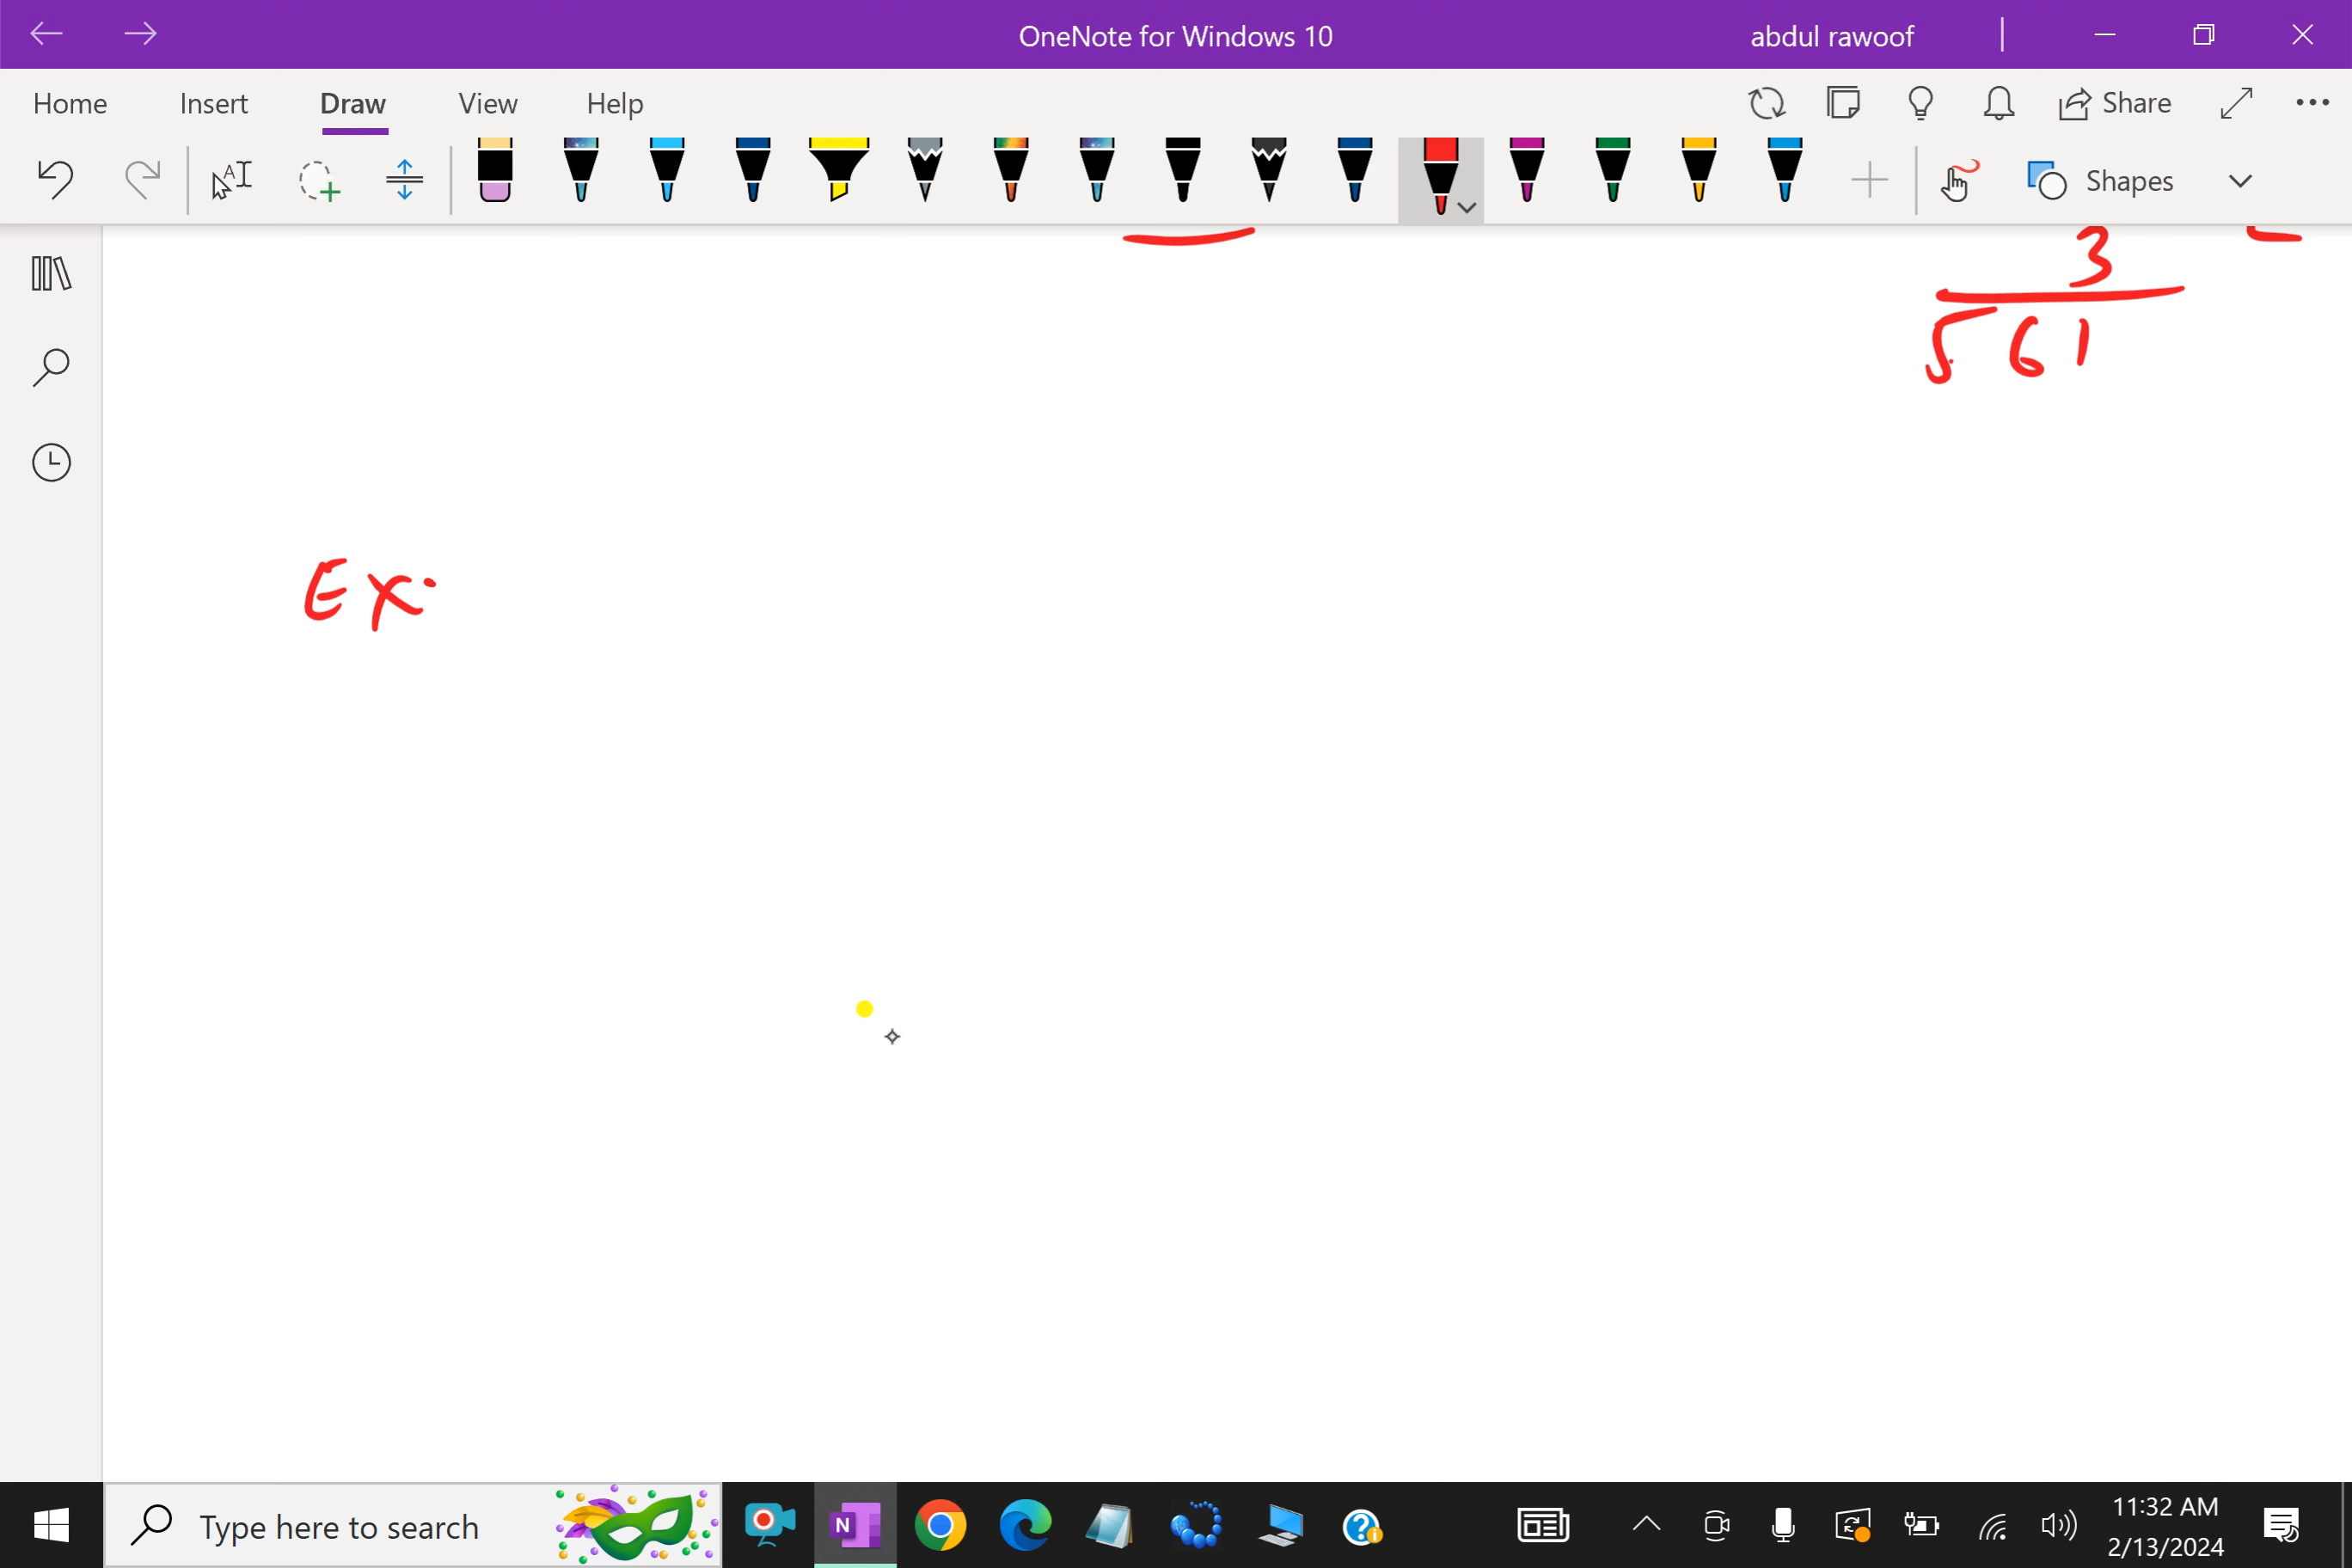 OneNote for Windows 10
abdul rawoof
Home Insert Draw View Help
Share
Shapes
3
561
Ex.
Type here to search
11:32 AM
2/13/2024